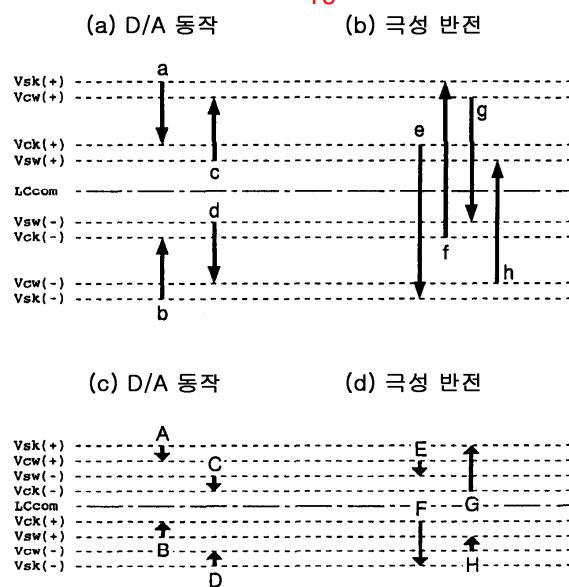 (a) D/A 동작
(b) 극성 반전
Vsk(+)
Vcw(+)
Vck(+)
Vsw(+)
LCcom
Vsw(-)
Vck(-)
Vcw(-)
Vsk(-)
a
c
d
b
e
g
f
h
(c) D/A 동작
(d) 극성 반전
Vsk(+)
Vcw(+)
Vsw(-)
Vck(-)
LCcom
Vck(+)
Vsw(+)
Vcw(-)
Vsk(-)
A
C
B
D
E
F
G
H